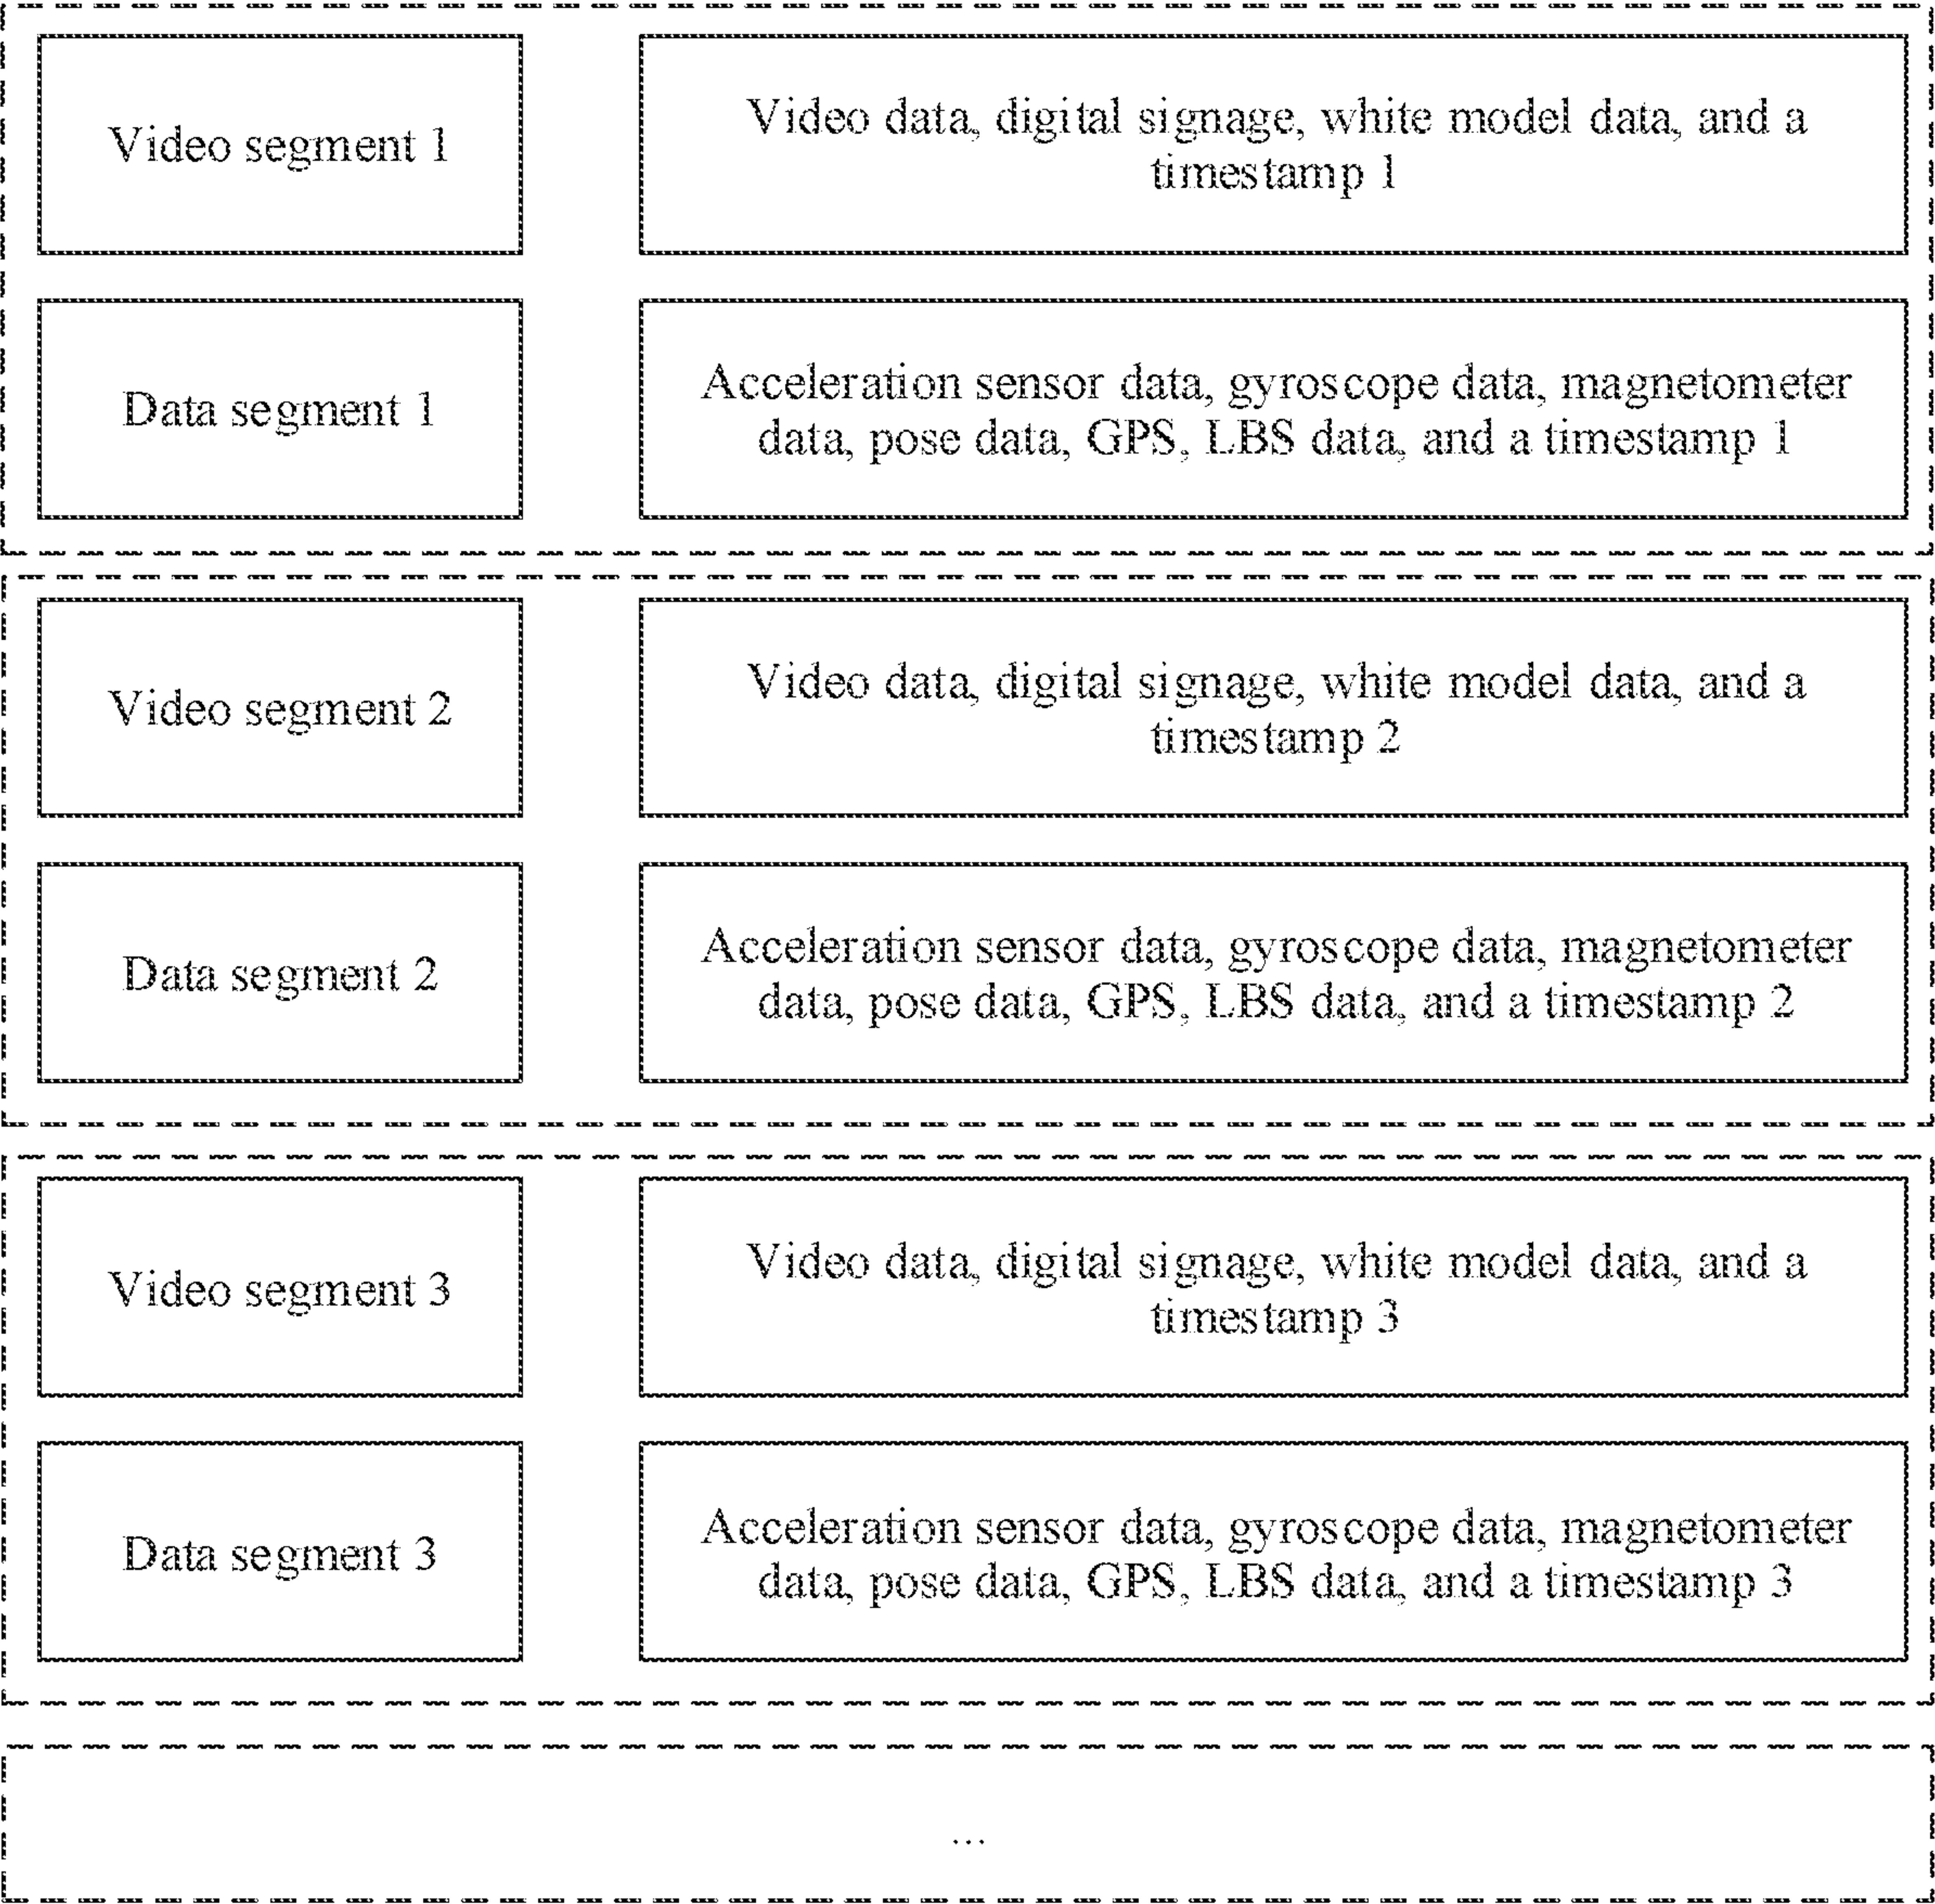 Video segment 1
Video data, digital signage, white model data, and a
timestamp 1
Data segment 1
Acceleration sensor data, gyroscope data, magnetometer
data, pose data, GPS, LBS data, and a timestamp 1
Video segment 2
Video data, digital signage, white model data, and a
timestamp 2
Data segment 2
Acceleration sensor data, gyroscope data, magnetometer
data, pose data, GPS, LBS data, and a timestamp 2
Video segment 3
Video data, digital signage, white model data, and a
timestamp 3
Data segment 3
Acceleration sensor data, gyroscope data, magnetometer
data, pose data, GPS, LBS data, and a timestamp 3
...